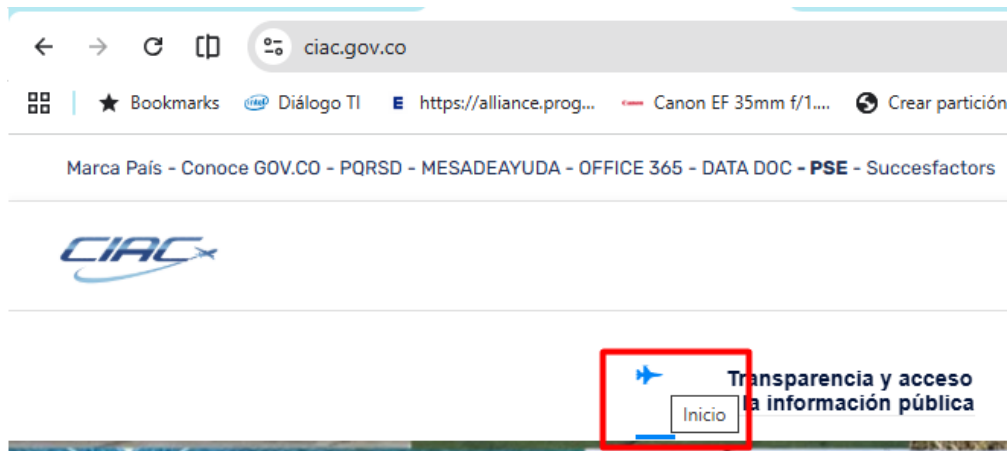 ciac.gov.co
Bookmarks Diálogo TI https://alliance.prog... Canon EF 35mm f/1.... Crear partición
Marca País - Conoce GOV.CO - PQRSD - MESADEAYUDA - OFFICE 365 - DATA DOC - PSE - Succesfactors
CIAC
Transparencia y acceso
la información pública
Inicio